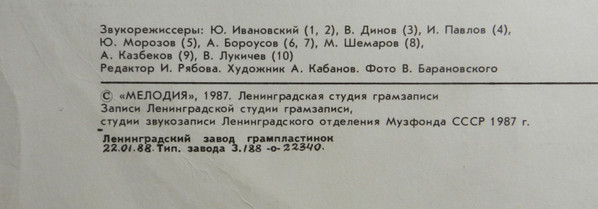 Звукорежиссеры: Ю. Ивановский (1, 2), В. Динов (3), И. Павлов (4),
Ю. Морозов (5), А. Бороусов (6, 7), М. Шемаров (8),
А. Казбеков (9), В. Лукичев (10)
Редактор И. Рябова. Художник А. Кабанов. Фото В. Барановского
© «МЕЛОДИЯ», 1987. Ленинградская студия грамзаписи
Записи Ленинградской студии грамзаписи,
студии звукозаписи Ленинградского отделения Музфонда СССР 1987 г.
Ленинградский завод грампластинок
22.01.88. Тип. завода З.188 -о- 22340.